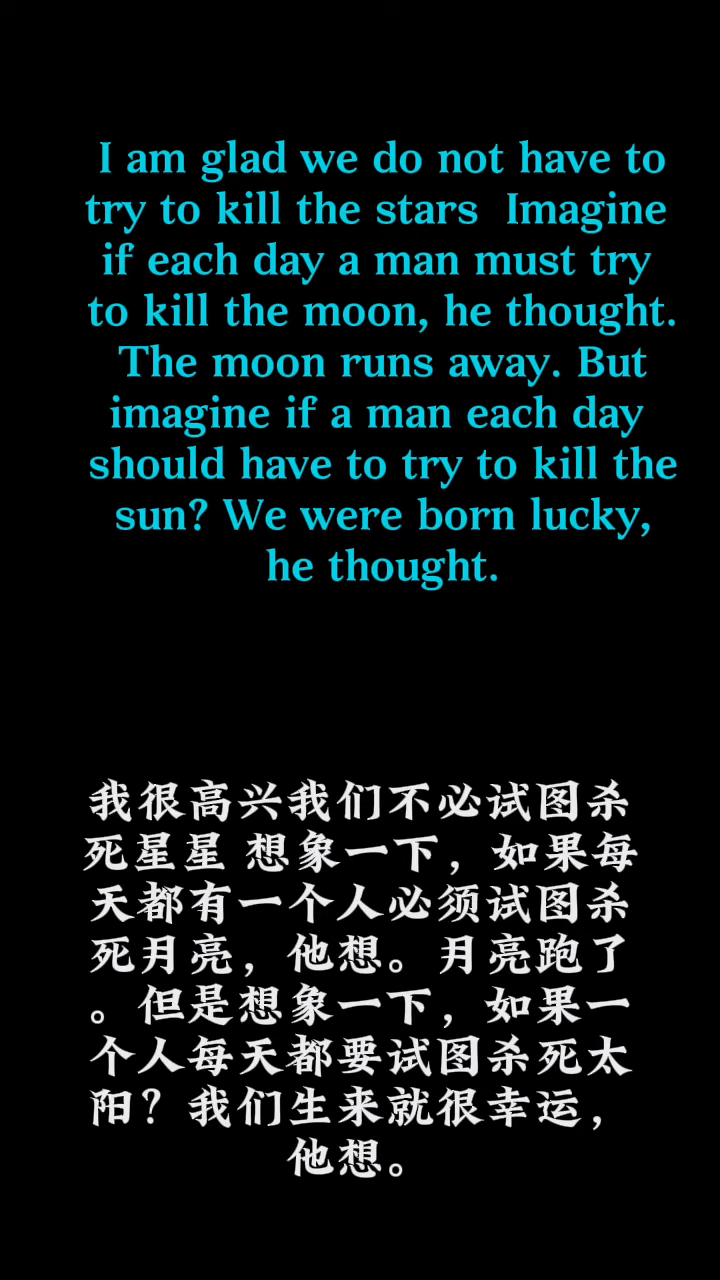 I am glad we do not have to
try to kill the stars  Imagine
if each day a man must try
to kill the moon, he thought.
The moon runs away. But
imagine if a man each day
should have to try to kill the
sun? We were born lucky,
he thought.
我很高兴我们不必试图杀
死星星 想象一下，如果每
天都有一个人必须试图杀
死月亮，他想。月亮跑了
。但是想象一下，如果一
个人每天都要试图杀死太
阳？我们生来就很幸运，
他想。